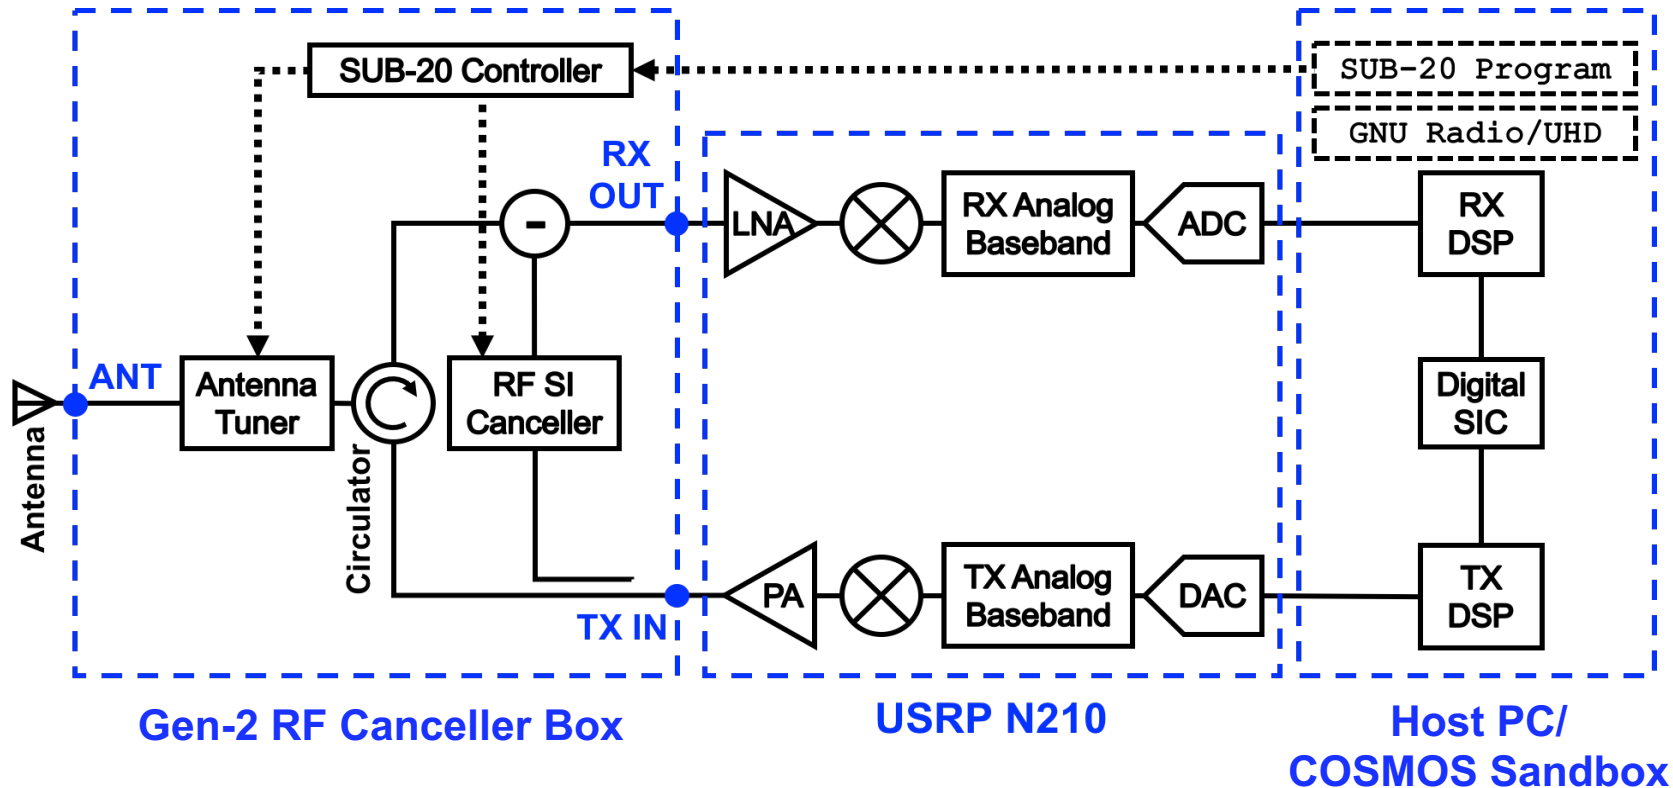 SUB-20 Controller
SUB-20 Program
GNU Radio/UHD
RX
OUT
LNA
RX Analog
Baseband
ADC
RX
DSP
-
ANT
Antenna
Tuner
RF SI
Canceller
Digital
SIC
Antenna
Circulator
PA
TX Analog
Baseband
DAC
TX
DSP
TX IN
Gen-2 RF Canceller Box
USRP N210
Host PC/
COSMOS Sandbox